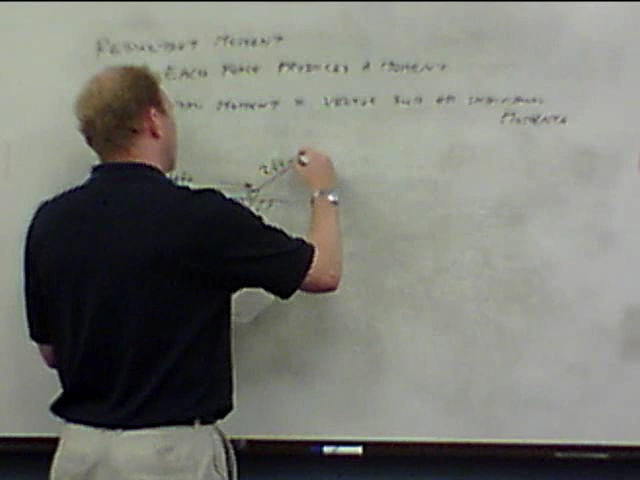 RESULTANT MOMENT
EACH FORCE PRODUCES A MOMENT
MOMENT = VECTOR SUM OF INDIVIDUAL
MOMENTS